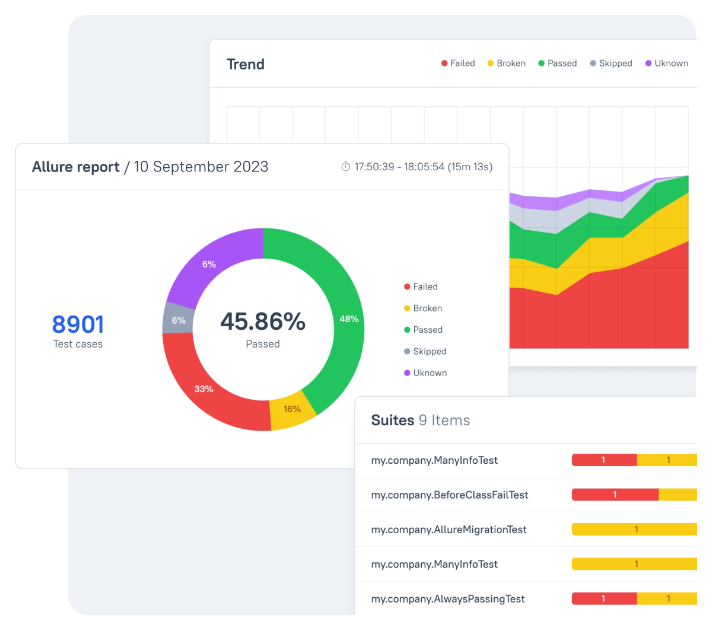 Trend
Failed Broken Passed Skipped Uknown
Allure report / 10 September 2023
17:50:39 - 18:05:54 (15m 13s)
6%
6%
48%
33%
16%
8901
Test cases
45.86%
Passed
Failed
Broken
Passed
Skipped
Uknown
Suites 9 Items
my.company.ManyInfoTest 1 1
my.company.BeforeClassFailTest 1
my.company.AllureMigrationTest 1
my.company.ManyInfoTest 1
my.company.AlwaysPassingTest 1 1